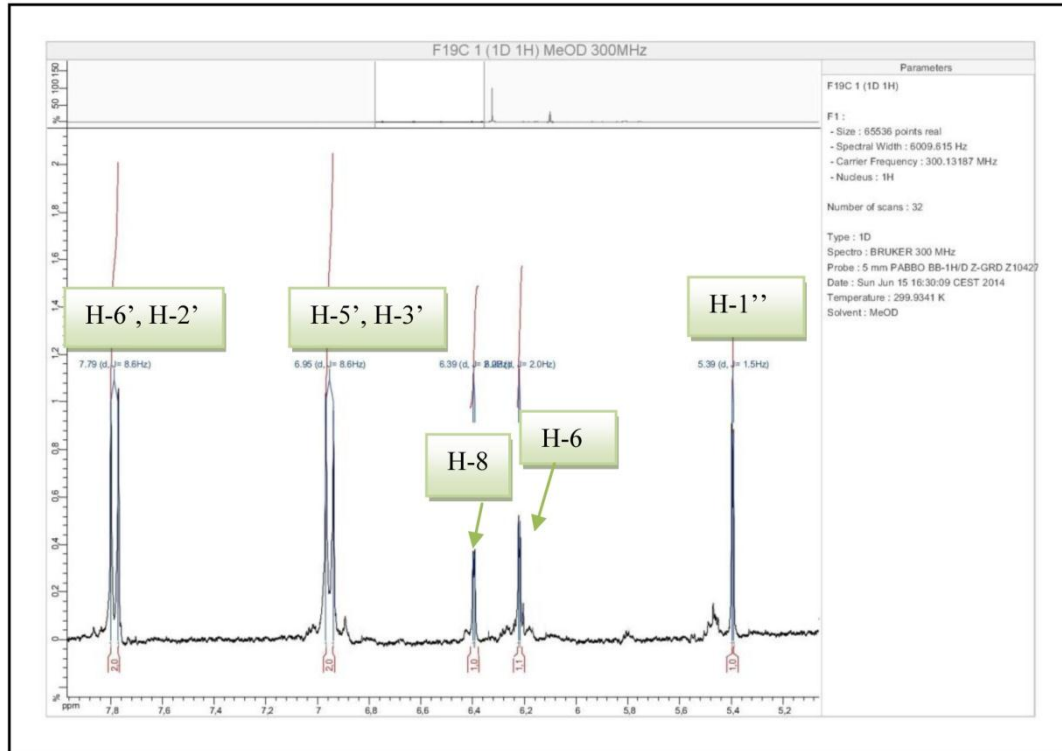 F19C 1 (1D 1H) MeOD 300MHz
Parameters
F19C 1 (1D 1H)
F1 :
- Size : 65536 points real
- Spectral Width : 6009.615 Hz
- Carrier Frequency : 300.13187 MHz
- Nucleus : 1H
Number of scans : 32
Type : 1D
Spectro : BRUKER 300 MHz
Probe : 5 mm PABBO BB-1H/D Z-GRD Z10427
Date : Sun Jun 15 16:30:09 CEST 2014
Temperature : 299.9341 K
Solvent : MeOD
150
100
50
%
2
1,8
1,6
1,4
1,2
1
0,8
0,6
0,4
0,2
0
%
H-6’, H-2’
H-5’, H-3’
H-1’’
7.79 (d, J= 8.6Hz)
6.95 (d, J= 8.6Hz)
6.39 (d, J=
J= 2.0Hz)
5.39 (d, J= 1.5Hz)
H-8
H-6
2,0
2,0
1,0
1,1
1,0
ppm 7,8 7,6 7,4 7,2 7 6,8 6,6 6,4 6,2 6 5,8 5,6 5,4 5,2